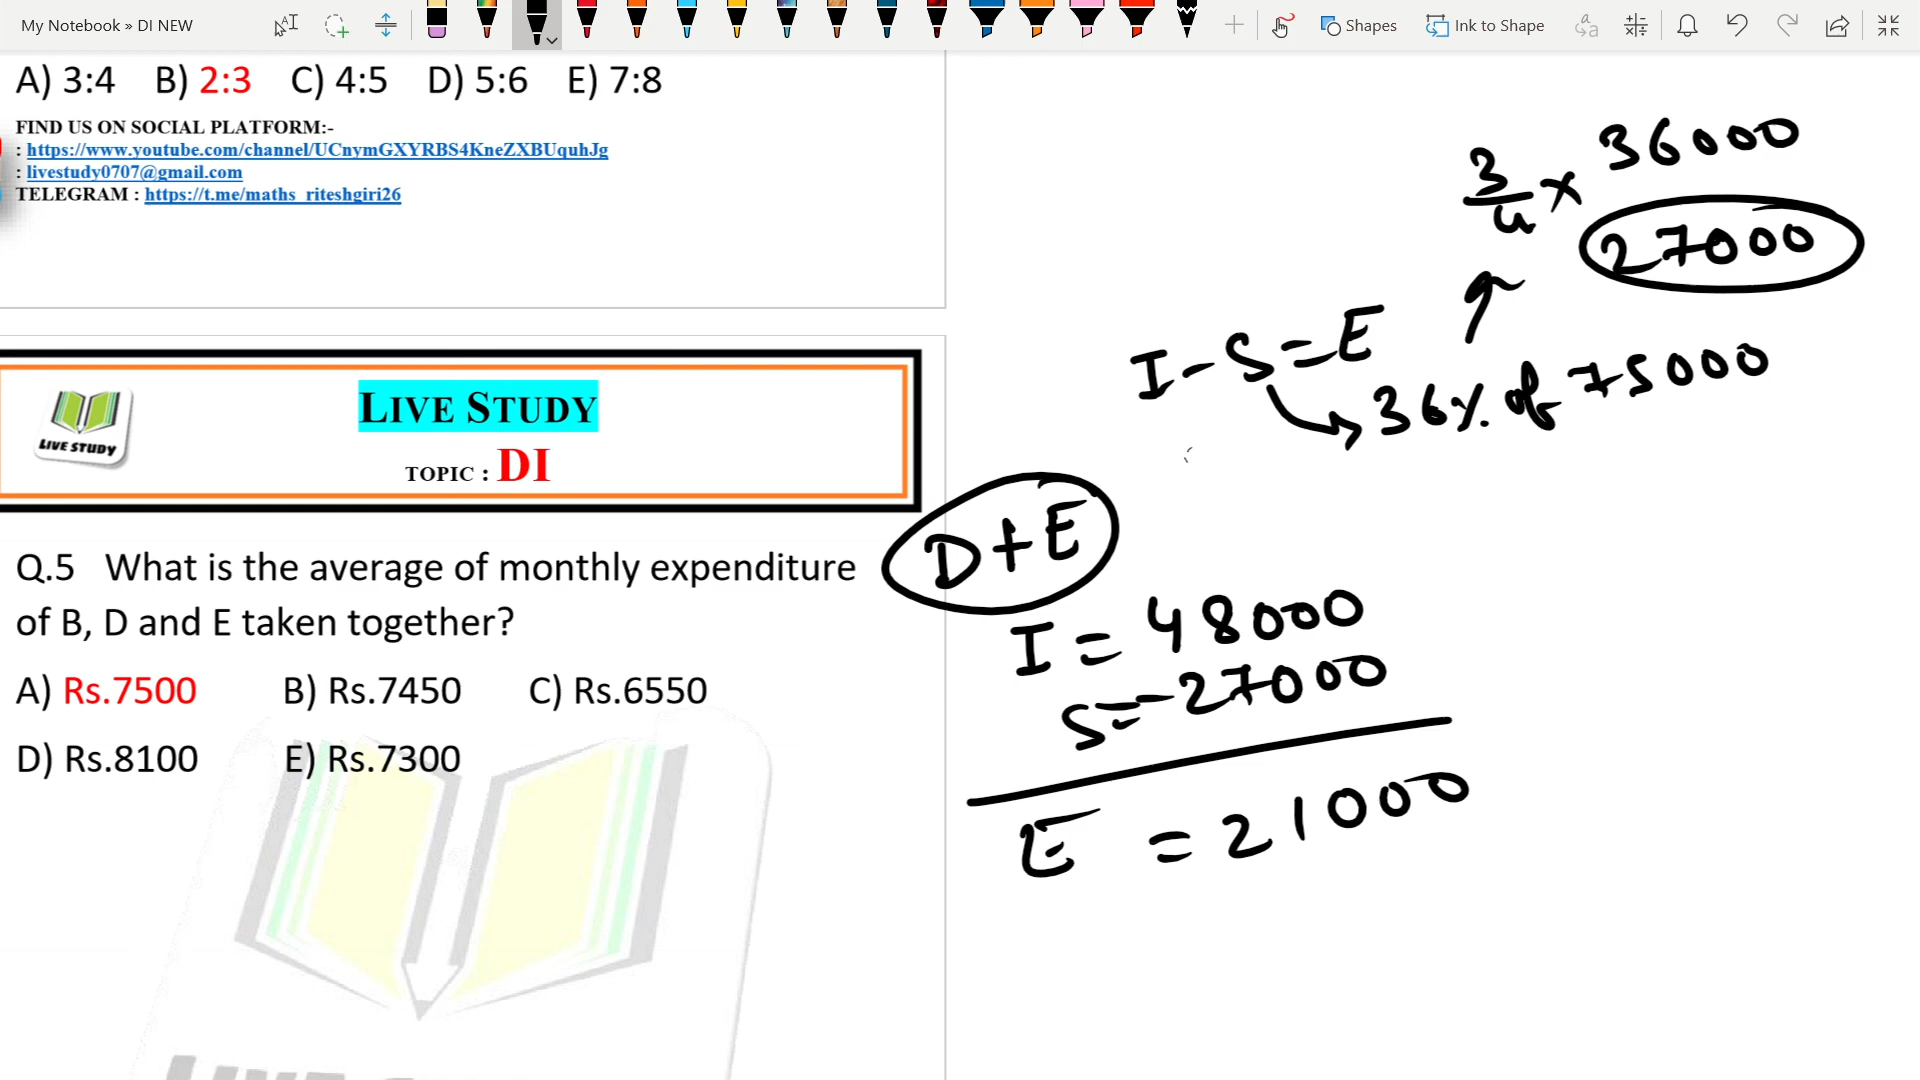 My Notebook » DI NEW
Shapes
Ink to Shape
A) 3:4 B) 2:3 C) 4:5 D) 5:6 E) 7:8
FIND US ON SOCIAL PLATFORM:-
: https://www.youtube.com/channel/UCnymGXYRBS4KneZXBUquhJg
: livestudy0707@gmail.com
TELEGRAM : https://t.me/maths_riteshgiri26
3/4 × 36000
27000
I - S = E
36% of 75000
LIVE STUDY
LIVE STUDY
TOPIC : DI
D+E
Q.5 What is the average of monthly expenditure
of B, D and E taken together?
A) Rs.7500 B) Rs.7450 C) Rs.6550
D) Rs.8100 E) Rs.7300
I = 48000
S = -27000
E = 21000